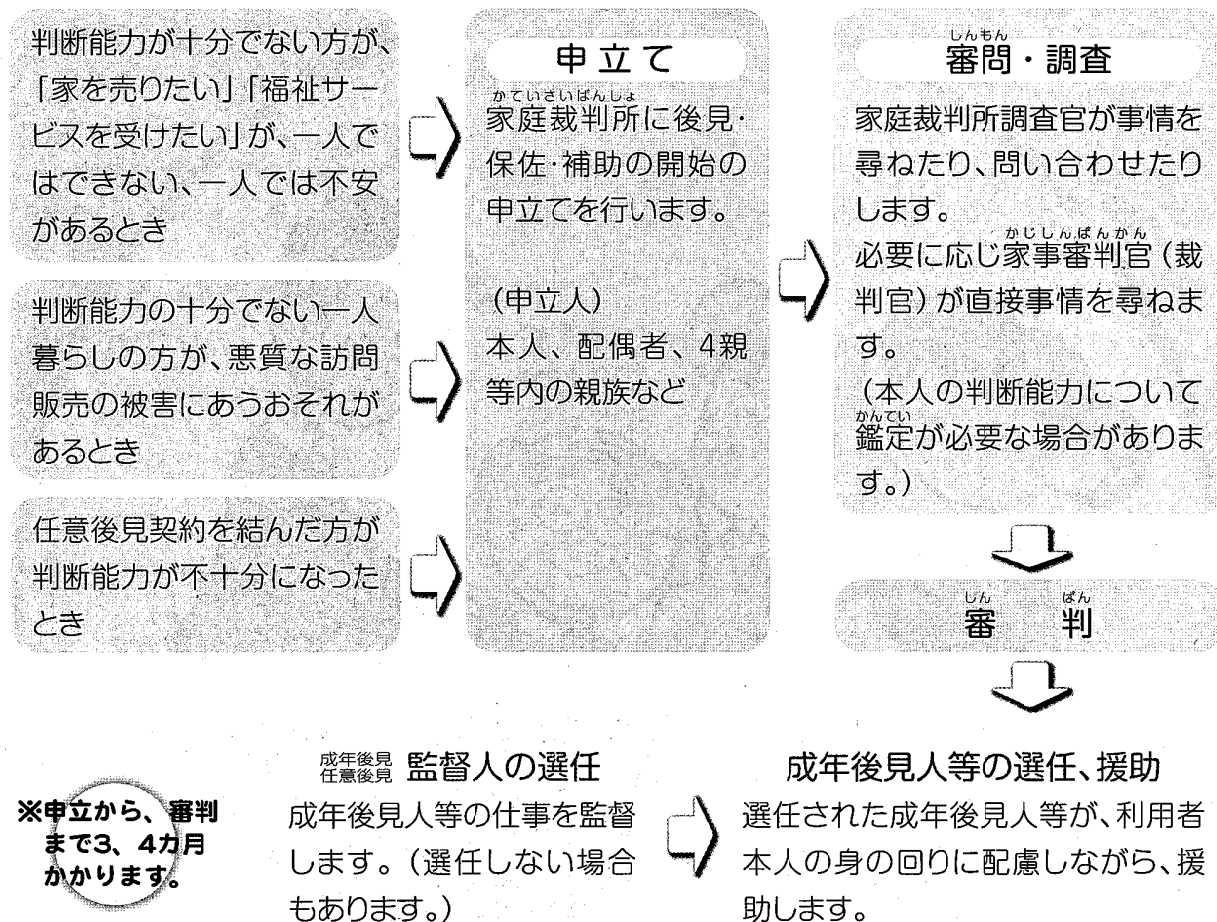 判断能力が十分でない方が、
「家を売りたい」「福祉サー
ビスを受けたい」が、一人で
はできない、一人では不安
があるとき
判断能力の十分でない一人
暮らしの方が、悪質な訪問
販売の被害にあうおそれが
あるとき
任意後見契約を結んだ方が
判断能力が不十分になった
とき
申立て
かていさいばんしょ
家庭裁判所に後見・
保佐・補助の開始の
申立てを行います。
(申立人)
本人、配偶者、4親
等内の親族など
しんもん
審問・調査
家庭裁判所調査官が事情を
尋ねたり、問い合わせたり
します。
かじしんぱんかん
必要に応じ家事審判官(裁
判官)が直接事情を尋ねま
す。
(本人の判断能力について
かんてい
鑑定が必要な場合がありま
す。)
しん ぱん
審 判
成年後見人等の選任、援助
選任された成年後見人等が、利用者
本人の身の回りに配慮しながら、援
助します。
成年後見
任意後見 監督人の選任
成年後見人等の仕事を監督
します。(選任しない場合
もあります。)
※申立から、審判
まで3、4カ月
かかります。